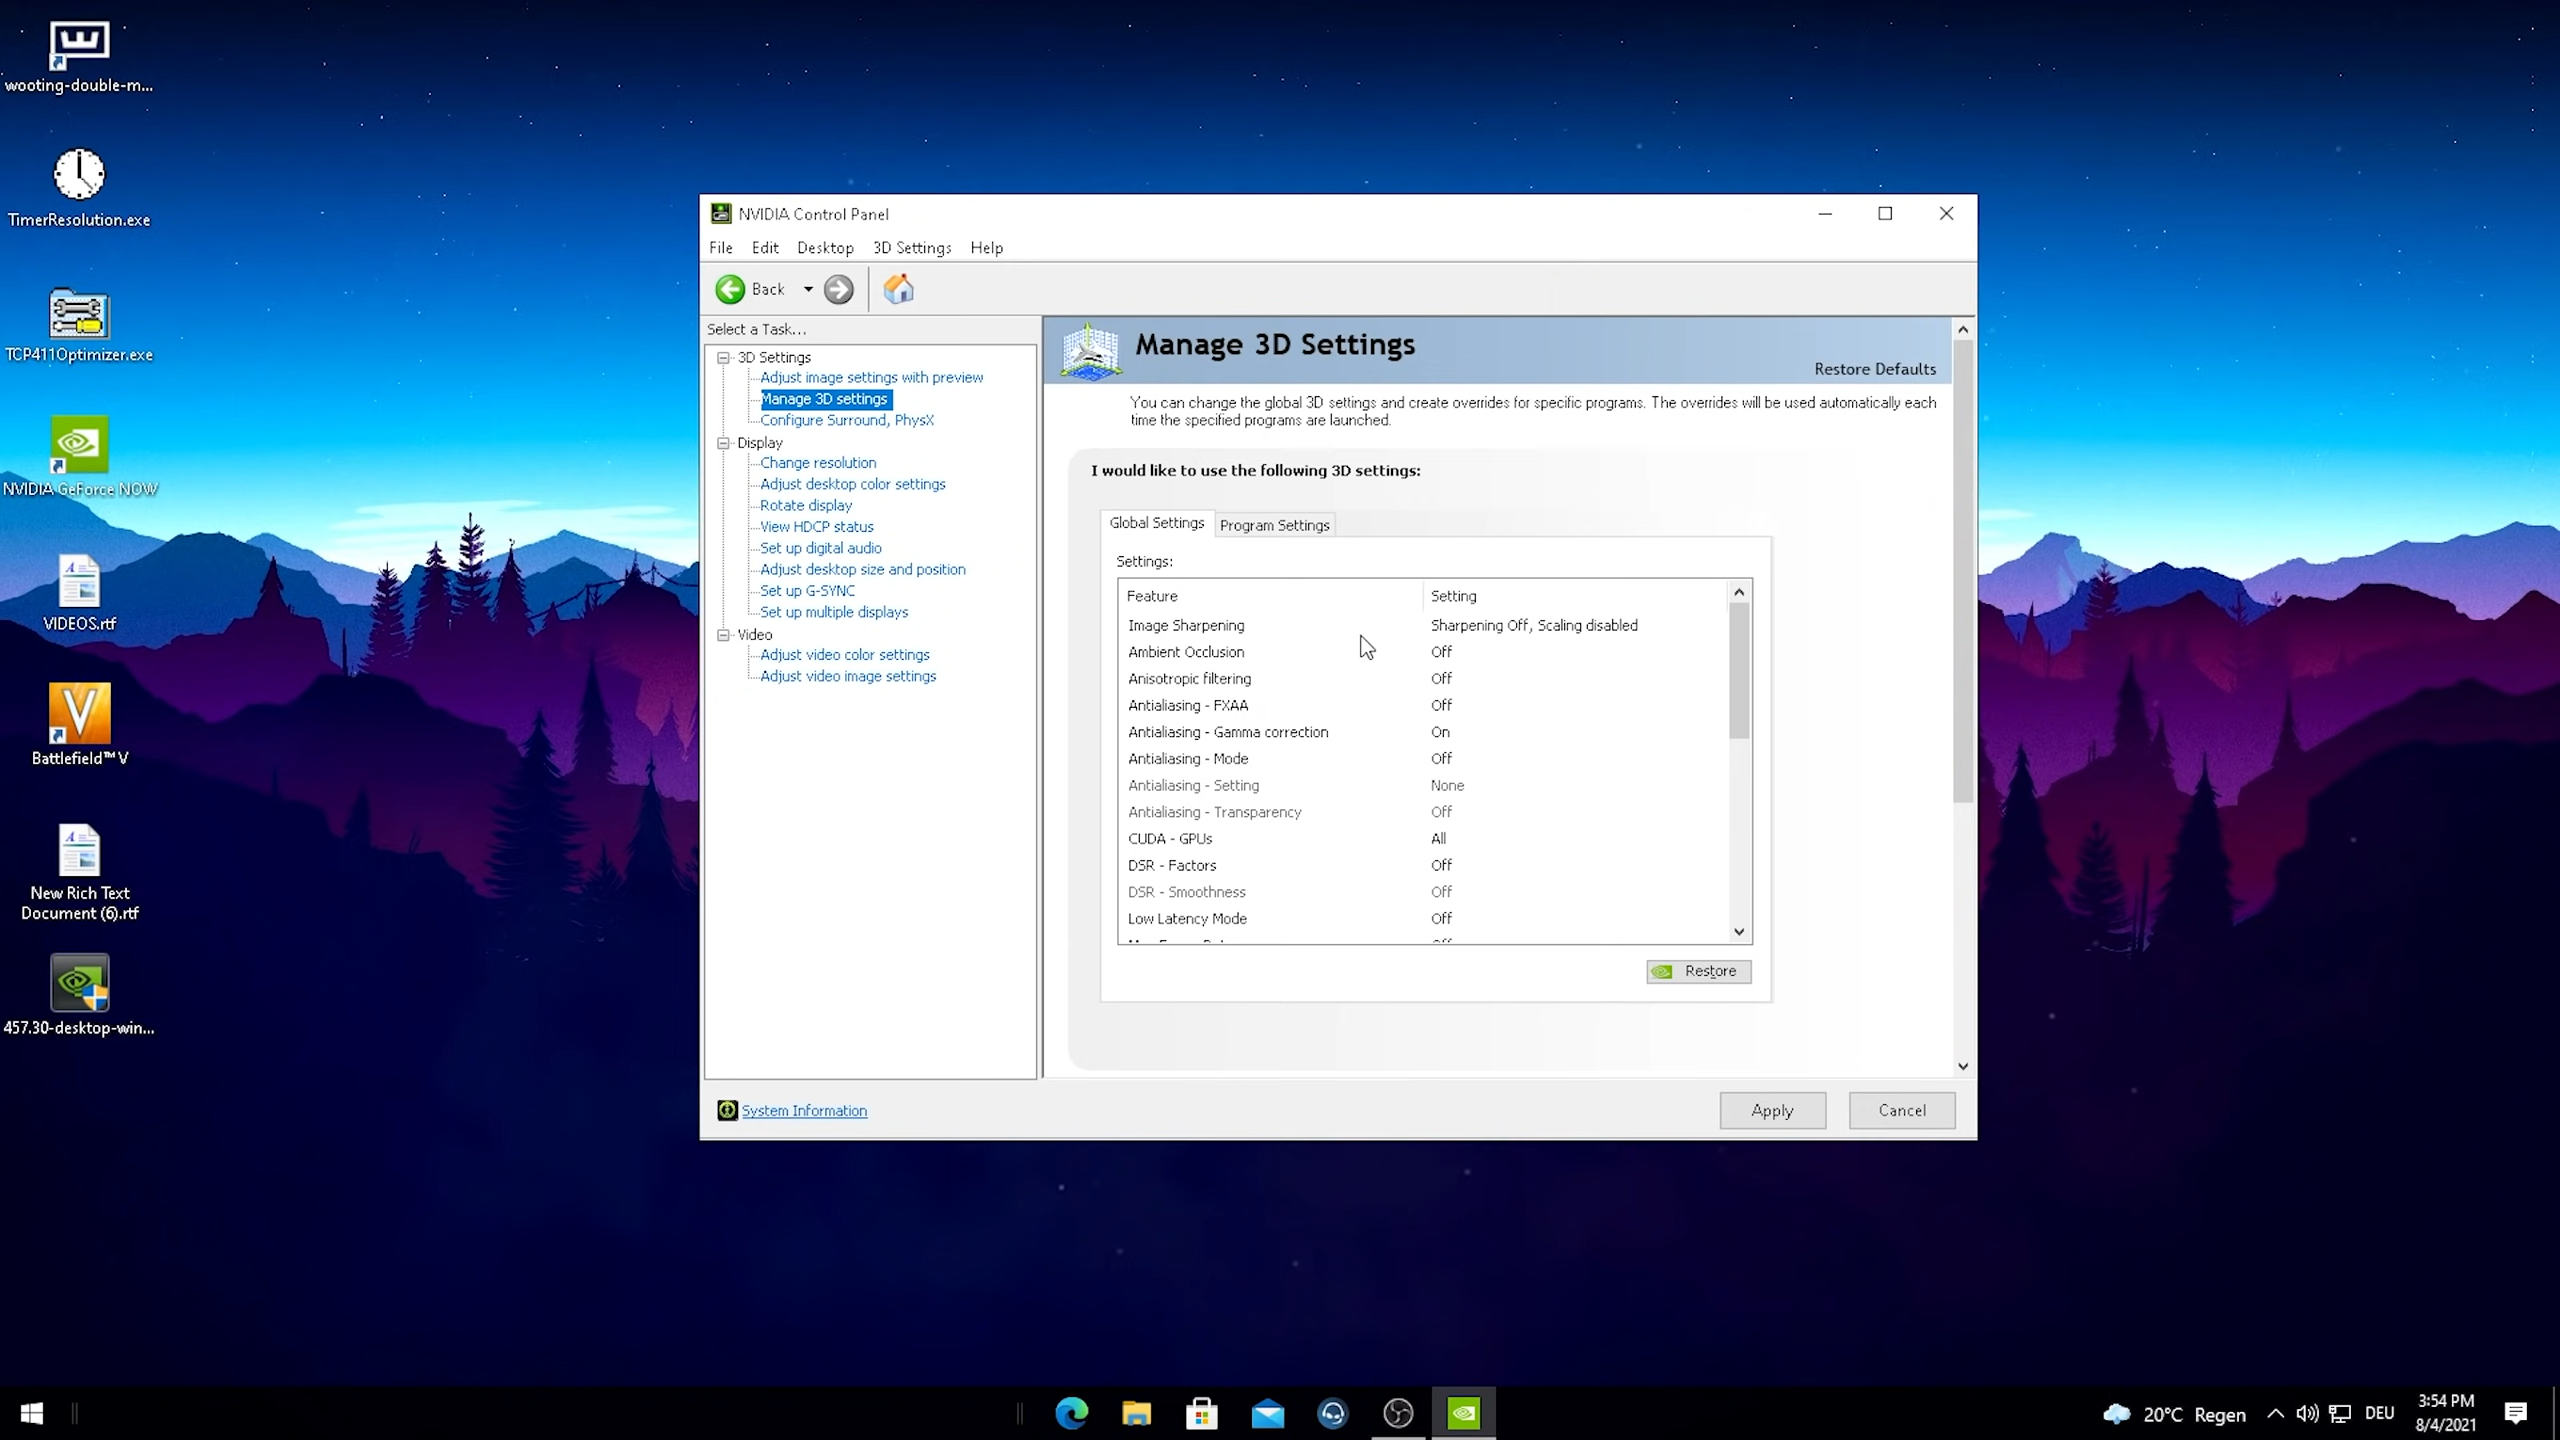 wooting-double-m...
TimerResolution.exe
TCP411Optimizer.exe
NVIDIA GeForce NOW
VIDEOS.rtf
Battlefield™ V
New Rich Text
Document (6).rtf
457.30-desktop-win...
NVIDIA Control Panel
File Edit Desktop 3D Settings Help
Back
Select a Task...
3D Settings
Adjust image settings with preview
Manage 3D settings
Configure Surround, PhysX
Display
Change resolution
Adjust desktop color settings
Rotate display
View HDCP status
Set up digital audio
Adjust desktop size and position
Set up G-SYNC
Set up multiple displays
Video
Adjust video color settings
Adjust video image settings
System Information
Manage 3D Settings
Restore Defaults
You can change the global 3D settings and create overrides for specific programs. The overrides will be used automatically each
time the specified programs are launched.
I would like to use the following 3D settings:
Global Settings Program Settings
Settings:
Feature Setting
Image Sharpening Sharpening Off, Scaling disabled
Ambient Occlusion Off
Anisotropic filtering Off
Antialiasing - FXAA Off
Antialiasing - Gamma correction On
Antialiasing - Mode Off
Antialiasing - Setting None
Antialiasing - Transparency Off
CUDA - GPUs All
DSR - Factors Off
DSR - Smoothness Off
Low Latency Mode Off
Restore
Apply Cancel
20°C Regen DEU
3:54 PM
8/4/2021